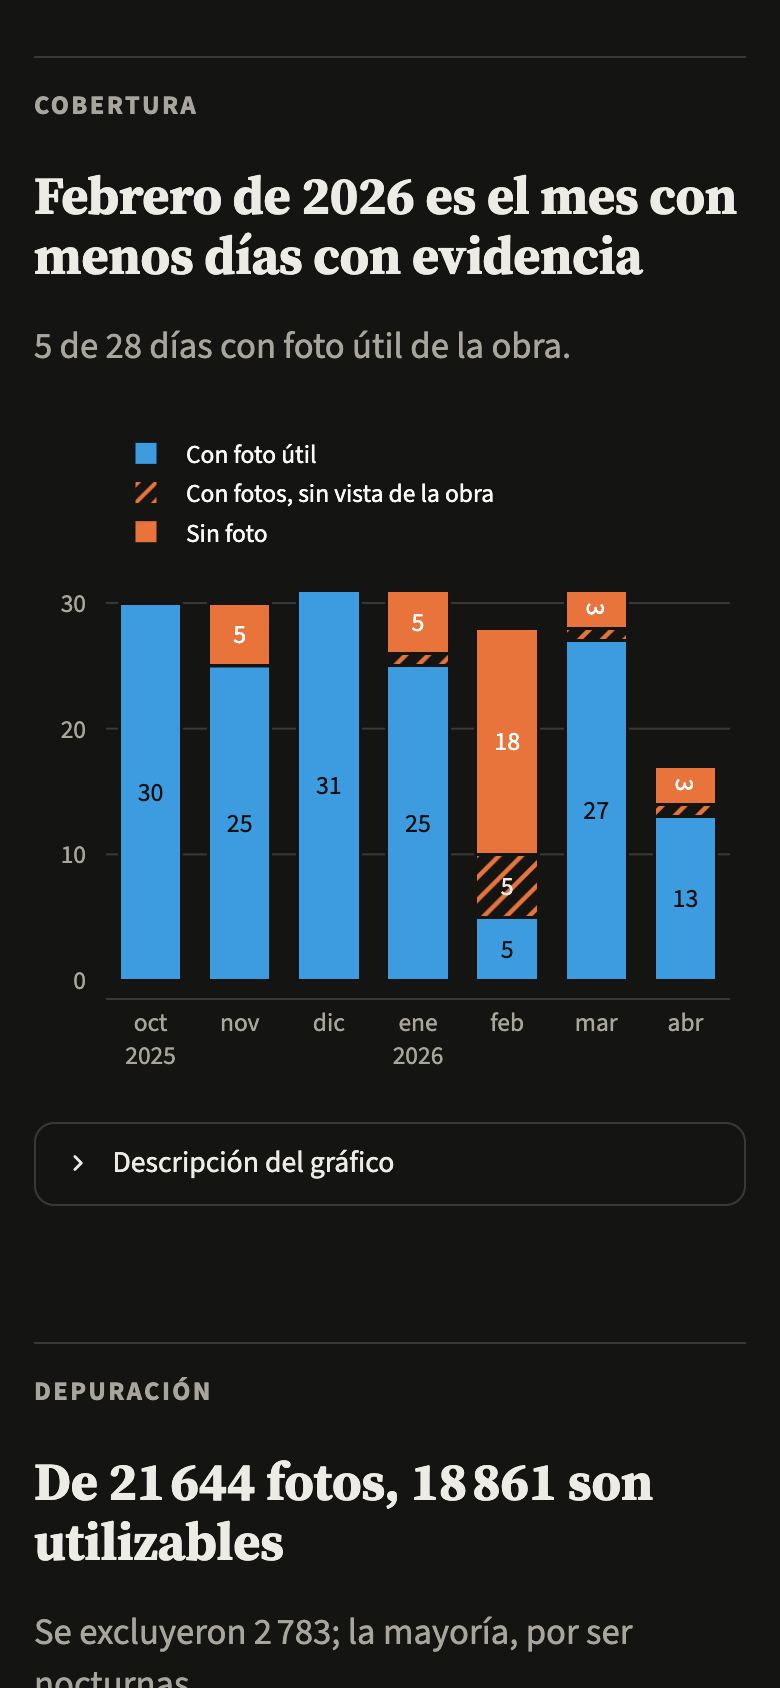 COBERTURA
Febrero de 2026 es el mes con
menos días con evidencia
5 de 28 días con foto útil de la obra.
Con foto útil
Con fotos, sin vista de la obra
Sin foto
30
20
10
0
30
5
25
31
5
25
18
5
5
3
27
3
13
oct
2025
nov
dic
ene
2026
feb
mar
abr
Descripción del gráfico
DEPURACIÓN
De 21 644 fotos, 18 861 son
utilizables
Se excluyeron 2 783; la mayoría, por ser
nocturnas